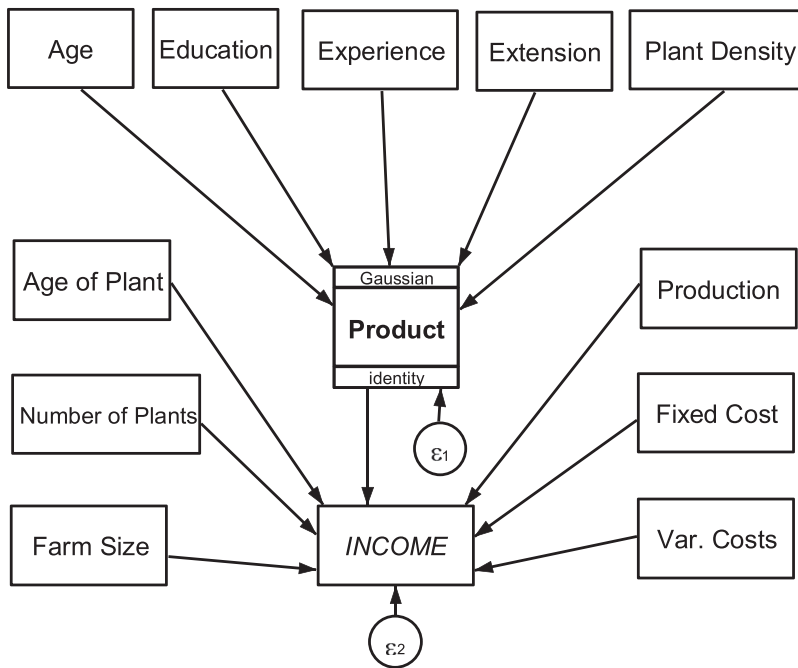 Age
Education
Experience
Extension
Plant Density
Gaussian
Product
identity
Age of Plant
Number of Plants
Farm Size
Production
Fixed Cost
Var. Costs
ε1
INCOME
ε2